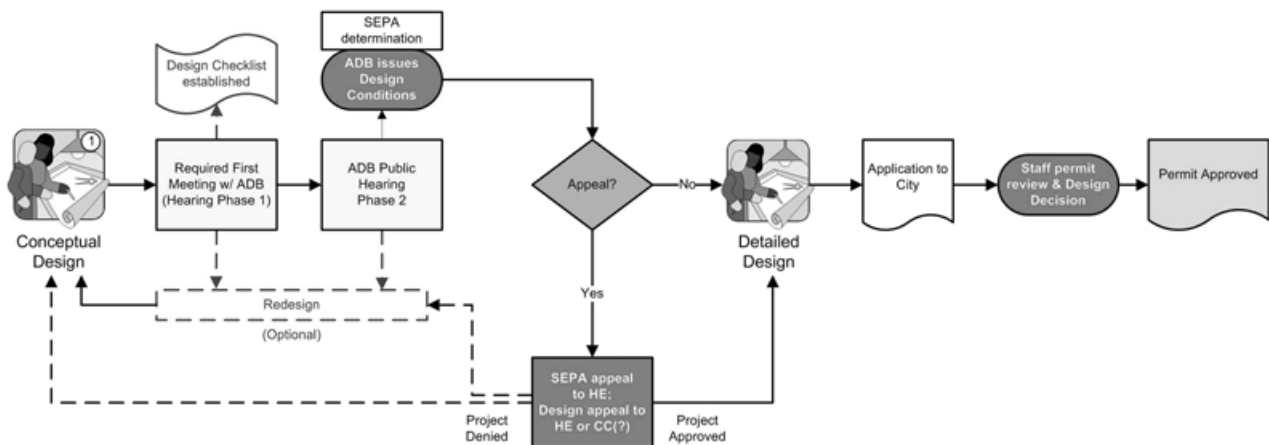 SEPA
determination
Design Checklist
established
ADB issues
Design
Conditions
1
Required First
Meeting w/ ADB
(Hearing Phase 1)
ADB Public
Hearing
Phase 2
Appeal?
No
Application to
City
Staff permit
review & Design
Decision
Permit Approved
Conceptual
Design
Detailed
Design
Yes
Redesign
(Optional)
SEPA appeal
to HE;
Design appeal to
HE or CC(?)
Project
Denied
Project
Approved